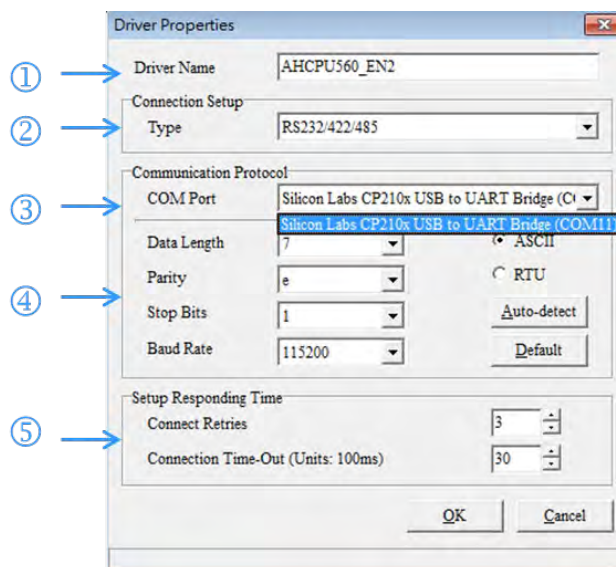 Driver Properties
① Driver Name AHCPU560_EN2
Connection Setup
② Type RS232/422/485
Communication Protocol
③ COM Port Silicon Labs CP210x USB to UART Bridge (C(
Silicon Labs CP210x USB to UART Bridge (COM11)
Data Length 7 ASCII
④ Parity e RTU
Stop Bits 1 Auto-detect
Baud Rate 115200 Default
Setup Responding Time
⑤ Connect Retries 3
Connection Time-Out (Units: 100ms) 30
OK Cancel